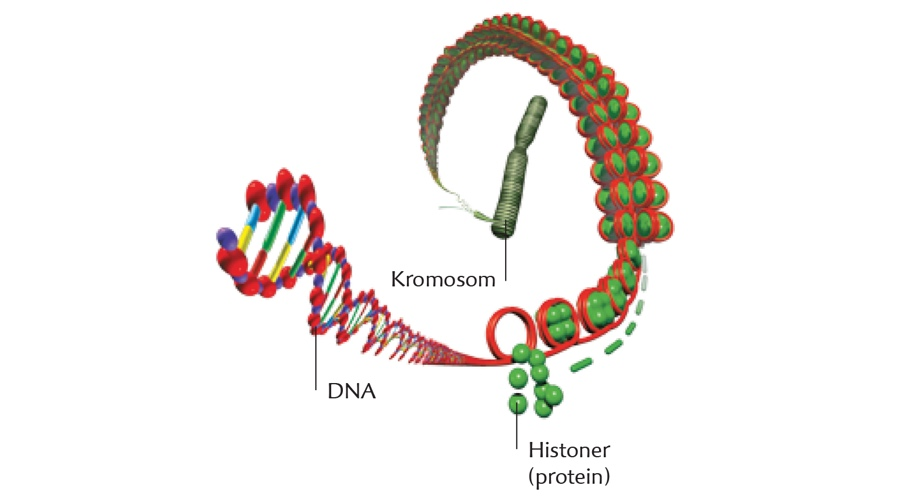 Kromosom
DNA
Histoner
(protein)